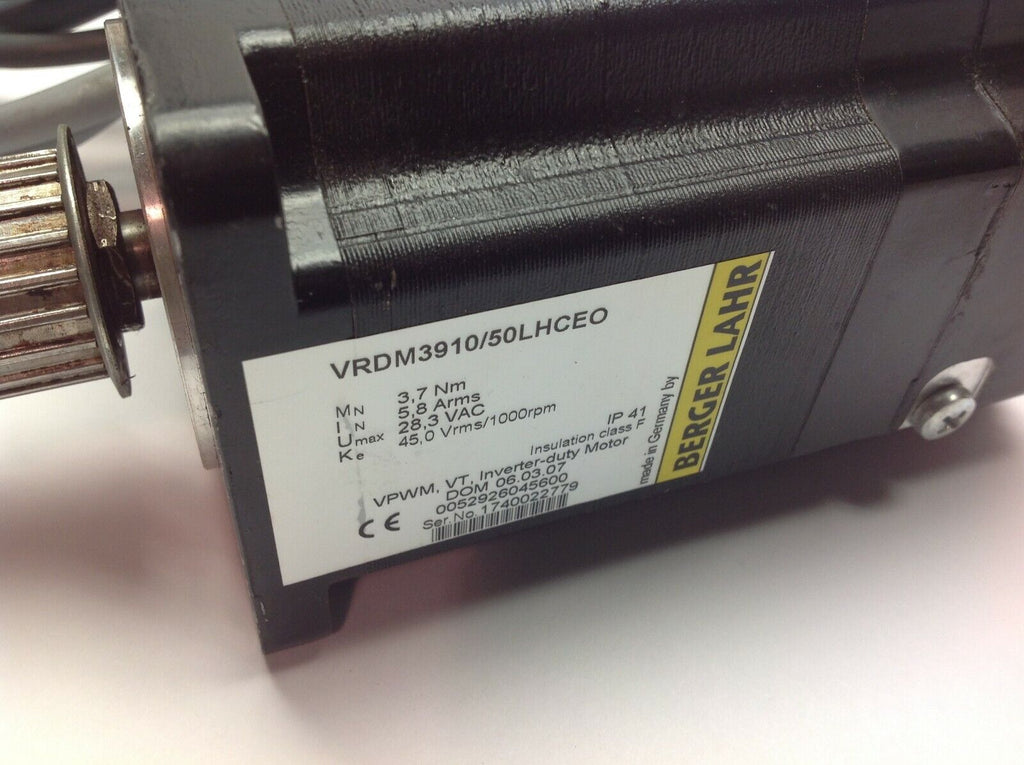 VRDM3910/50LHCEO
MN 3,7 Nm
IN 5,8 Arms
Umax 28,3 VAC
Ke 45,0 Vrms/1000rpm
IP 41
Insulation class F
VPWM, VT, Inverter-duty Motor
DOM 06.03.07
0052926045600
Ser.No.1740022779
CE
made in Germany by
BERGER LAHR